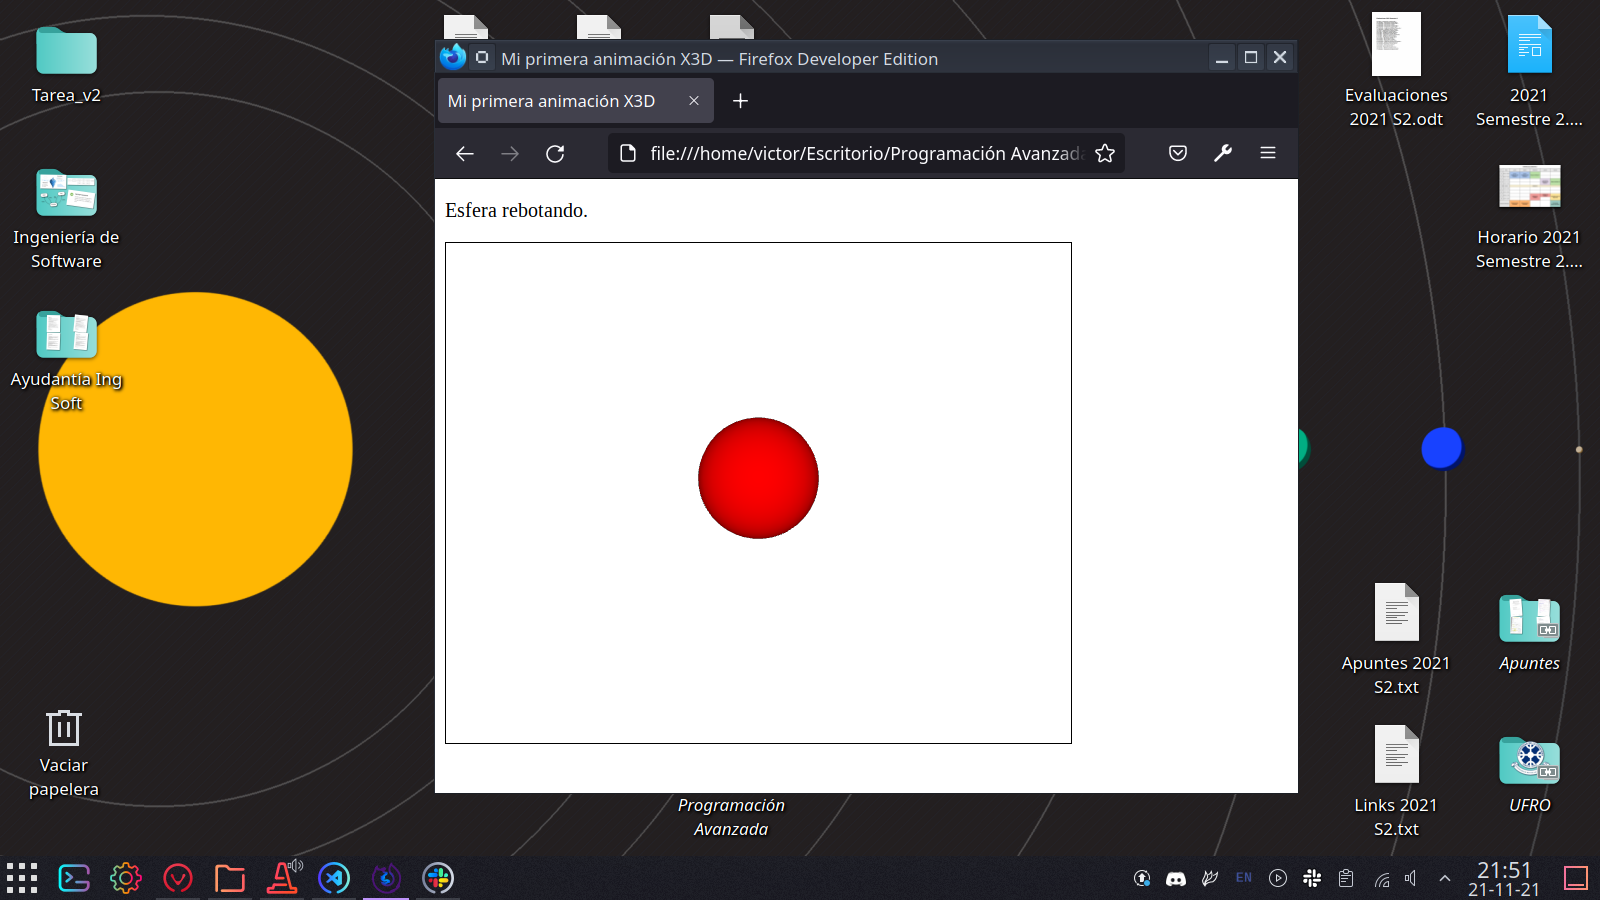 Mi primera animación X3D — Firefox Developer Edition
Mi primera animación X3D
file:///home/victor/Escritorio/Programación Avanzada
Esfera rebotando.
Tarea_v2
Ingeniería de
Software
Ayudantía Ing
Soft
Vaciar
papelera
Programación
Avanzada
Evaluaciones
2021 S2.odt
2021
Semestre 2....
Horario 2021
Semestre 2....
Apuntes 2021
S2.txt
Apuntes
Links 2021
S2.txt
UFRO
EN
21:51
21-11-21